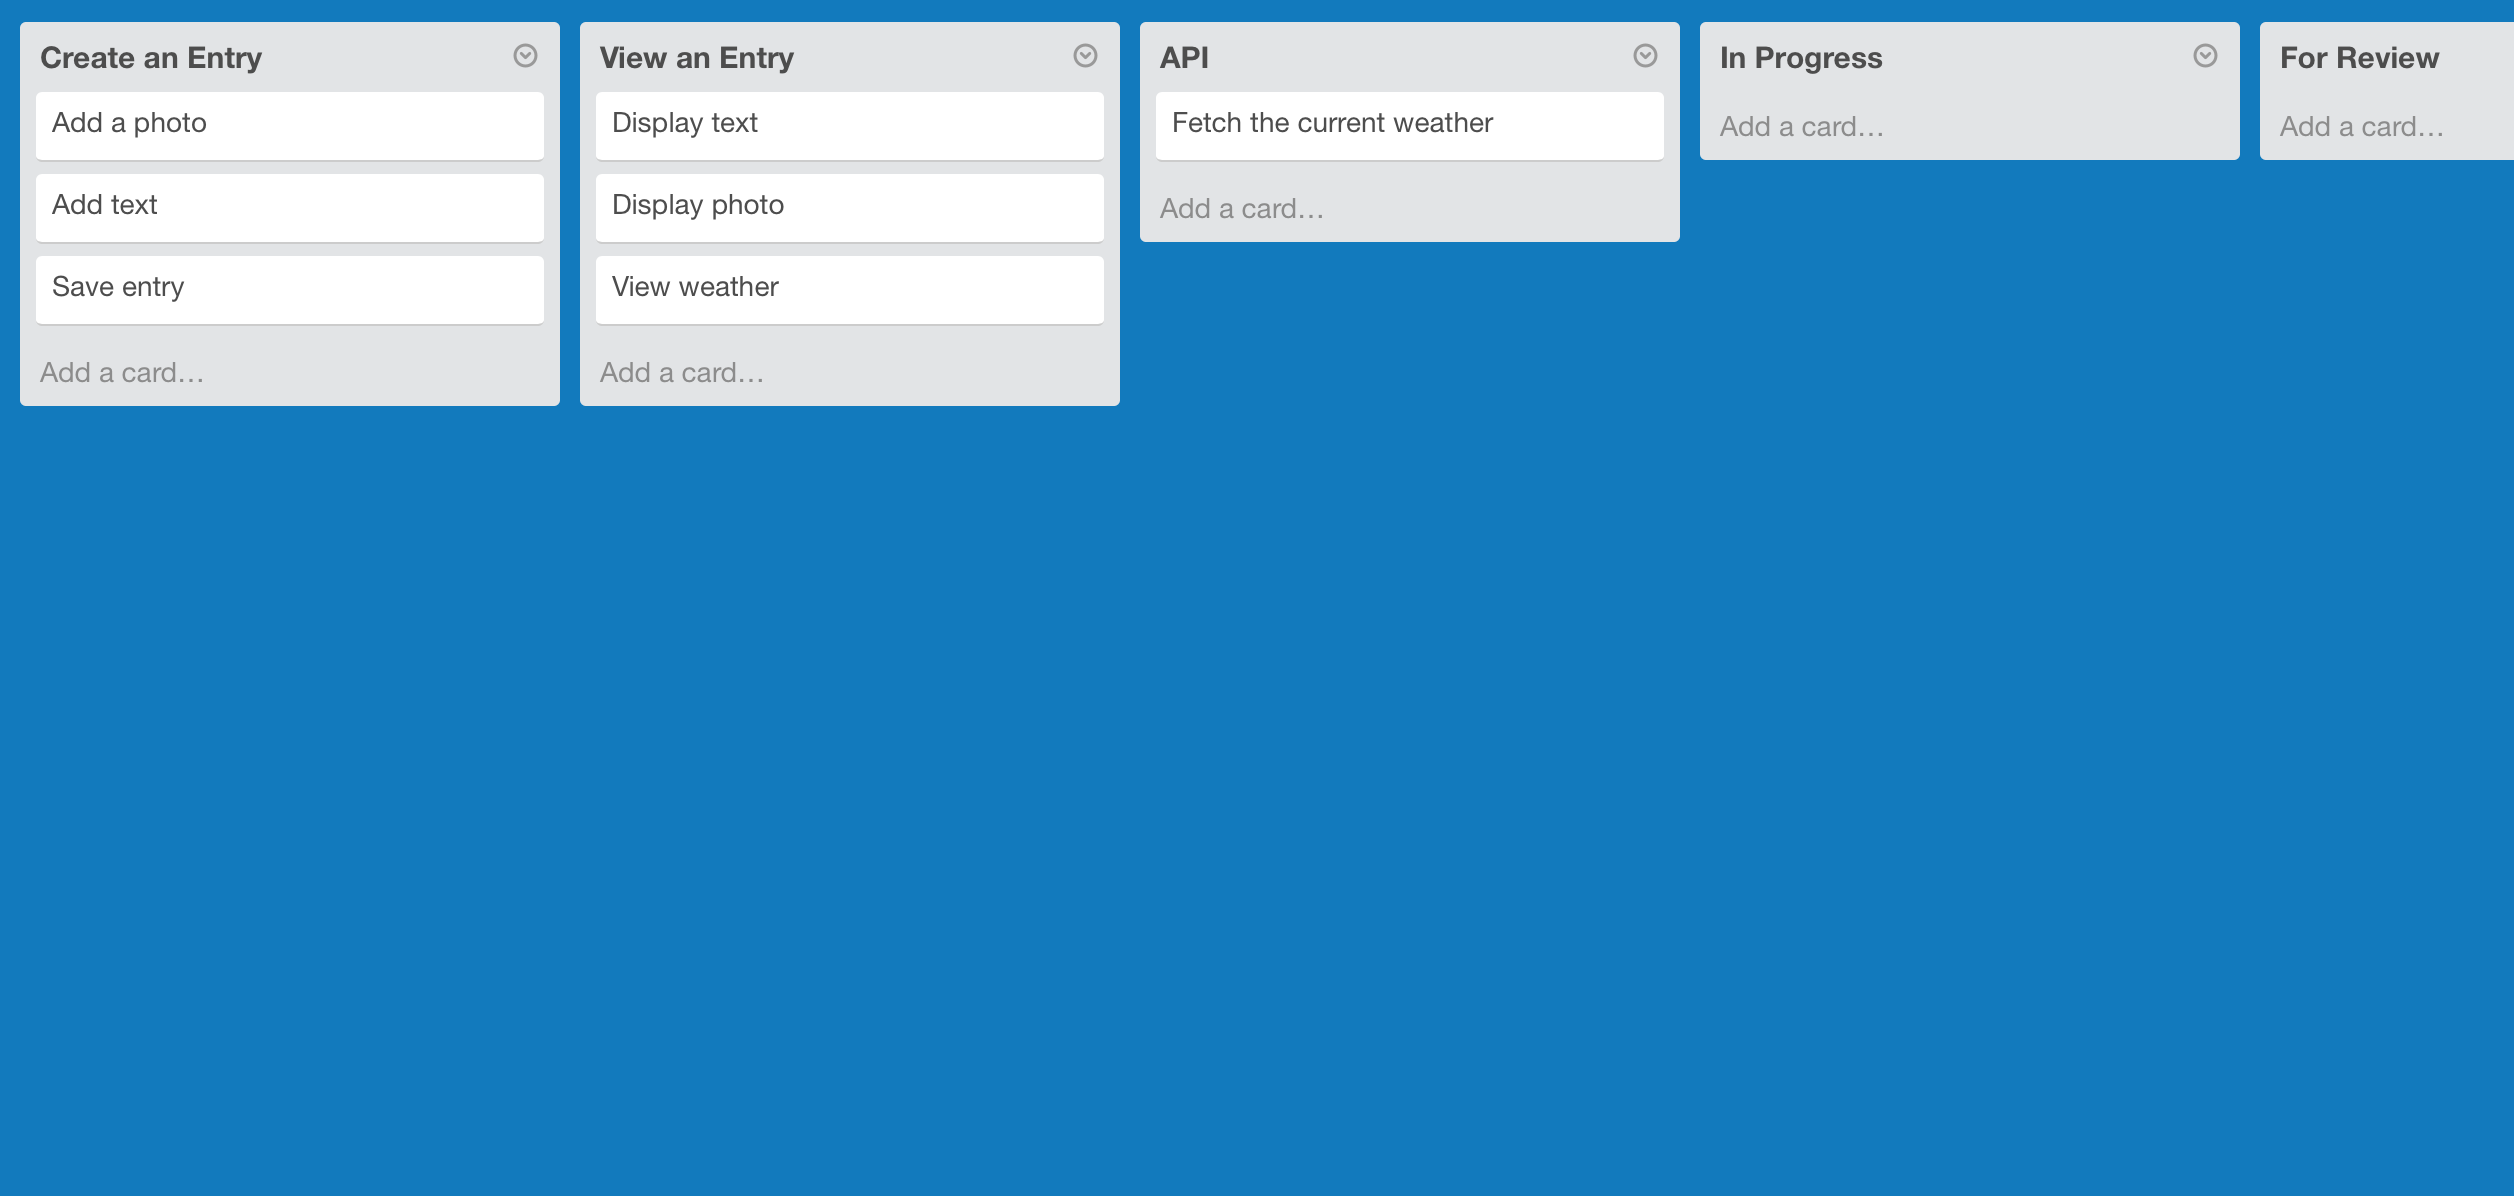 Create an Entry
Add a photo
Add text
Save entry
Add a card…
View an Entry
Display text
Display photo
View weather
Add a card…
API
Fetch the current weather
Add a card…
In Progress
Add a card…
For Review
Add a card…